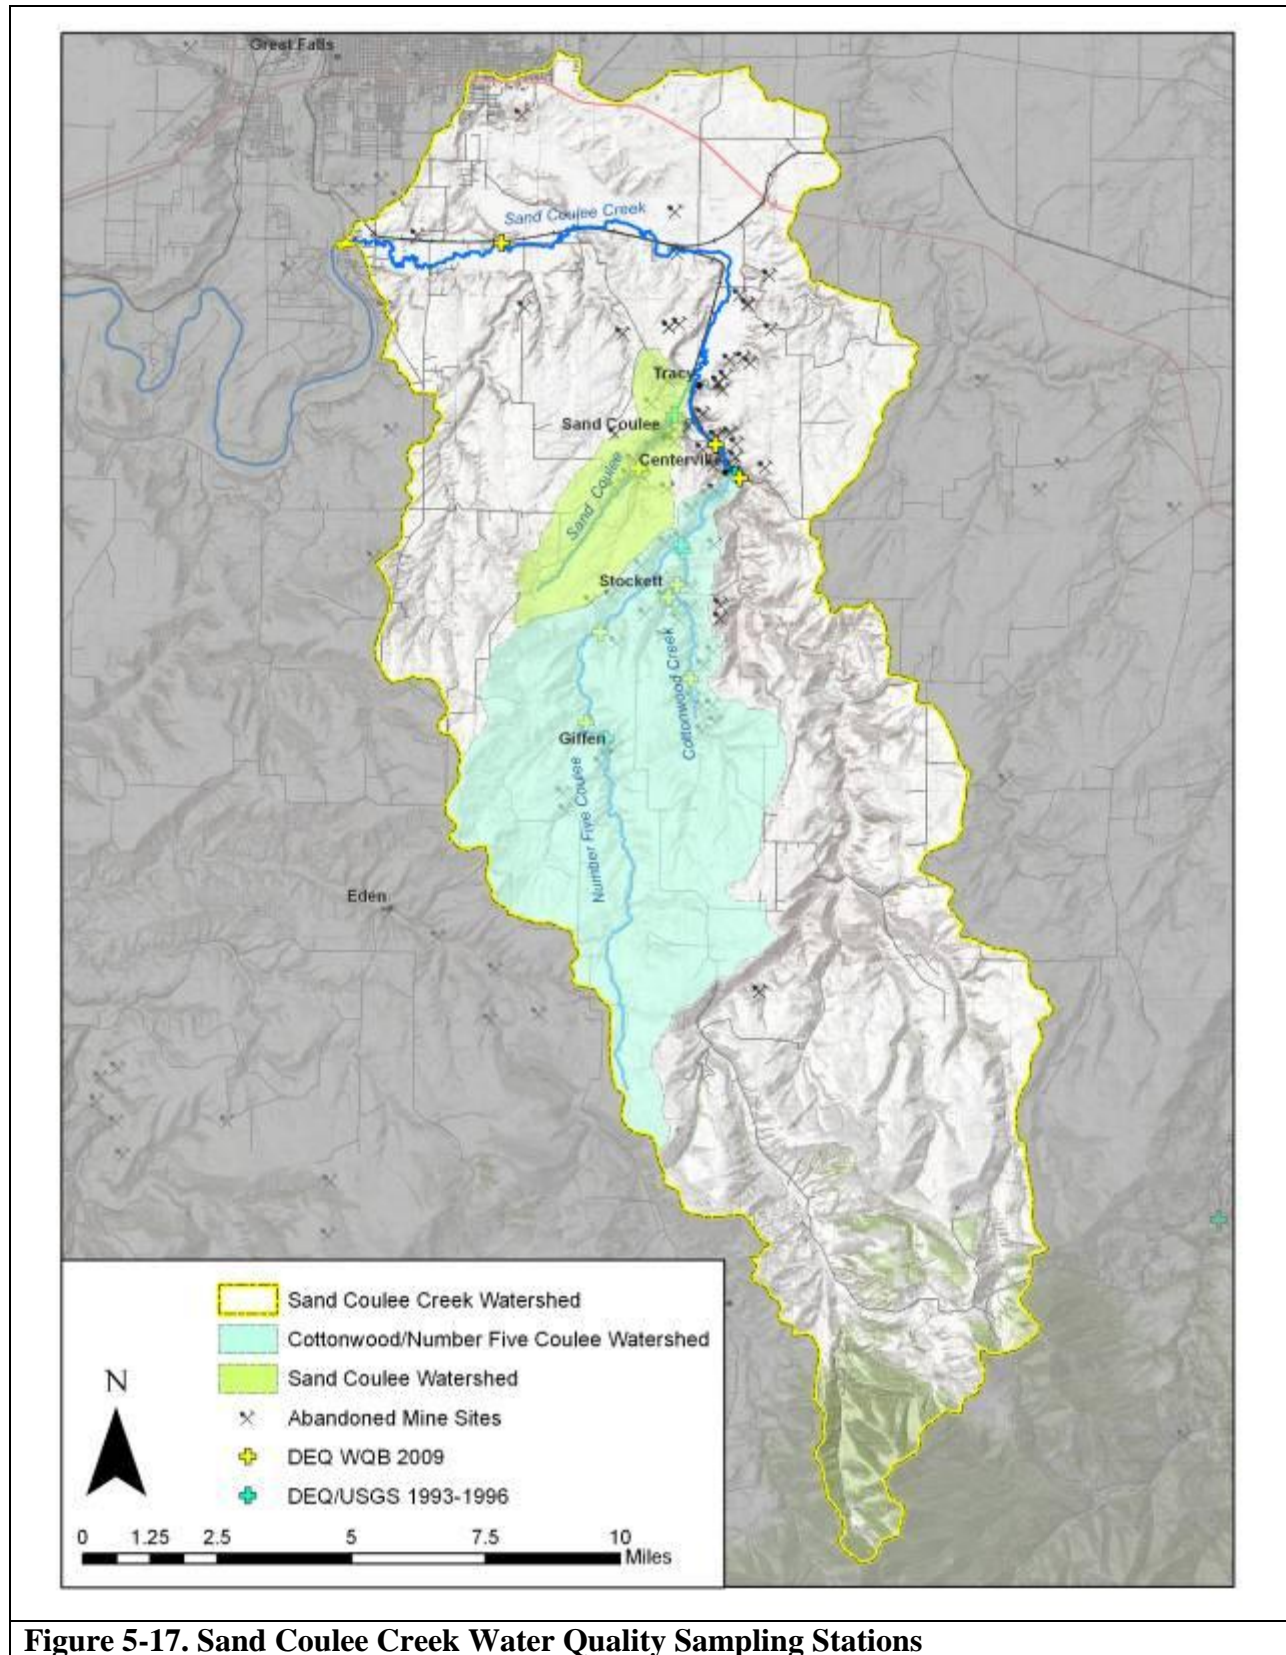 Great Falls
Sand Coulee Creek
Tracy
Sand Coulee
Centerville
Sand Coulee
Stockett
Cottonwood Creek
Giffen
Number Five Coulee
Eden
Sand Coulee Creek Watershed
Cottonwood/Number Five Coulee Watershed
Sand Coulee Watershed
N
Abandoned Mine Sites
DEQ WQB 2009
DEQ/USGS 1993-1996
0 1.25 2.5 5 7.5 10
Miles
Figure 5-17. Sand Coulee Creek Water Quality Sampling Stations